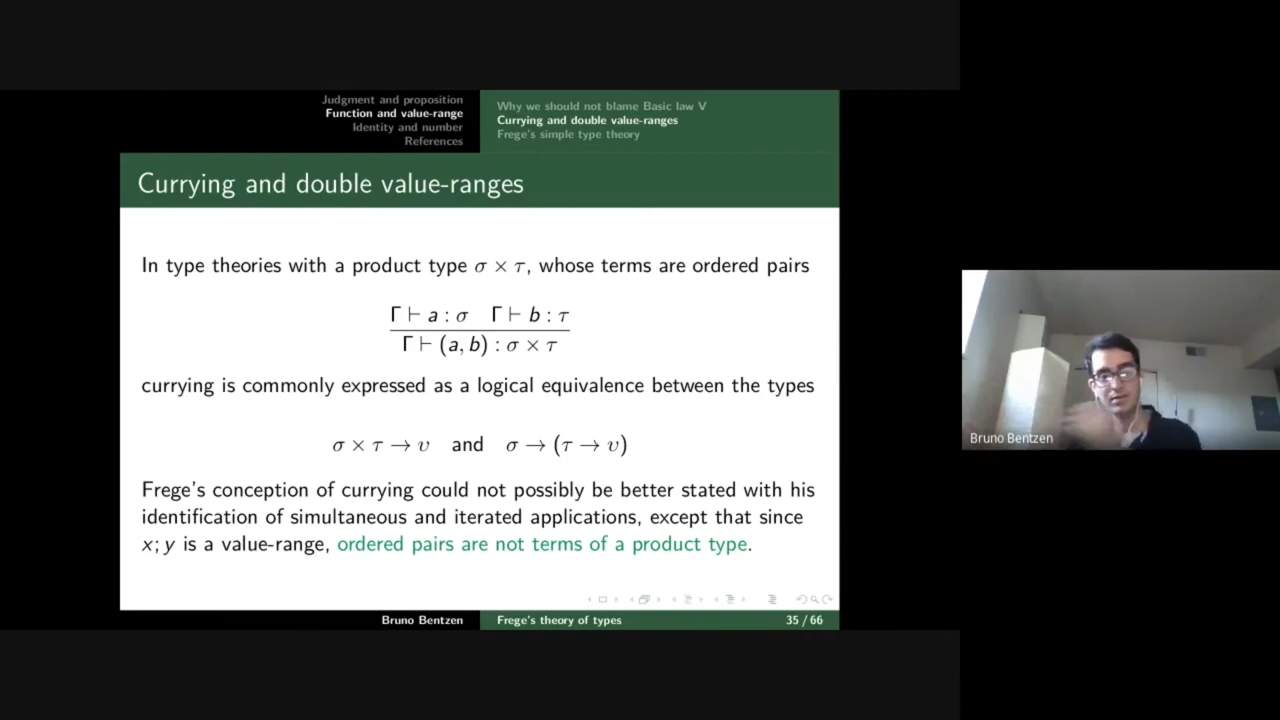 Judgment and proposition
Function and value-range
Identity and number
References
Why we should not blame Basic law V
Currying and double value-ranges
Frege's simple type theory
Currying and double value-ranges
In type theories with a product type σ × τ, whose terms are ordered pairs
Γ ⊢ a : σ Γ ⊢ b : τ
Γ ⊢ (a, b) : σ × τ
currying is commonly expressed as a logical equivalence between the types
σ × τ → υ and σ → (τ → υ)
Frege's conception of currying could not possibly be better stated with his
identification of simultaneous and iterated applications, except that since
x; y is a value-range, ordered pairs are not terms of a product type.
Bruno Bentzen
Frege's theory of types
35 / 66
Bruno Bentzen